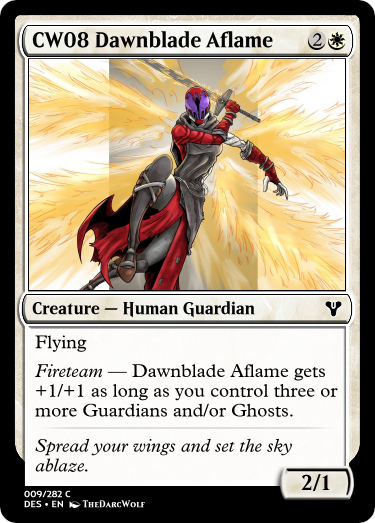 CW08 Dawnblade Aflame 2
Creature — Human Guardian
Flying
Fireteam — Dawnblade Aflame gets
+1/+1 as long as you control three or
more Guardians and/or Ghosts.
Spread your wings and set the sky
ablaze.
2/1
009/282 C
DES • EN TheDarcWolf